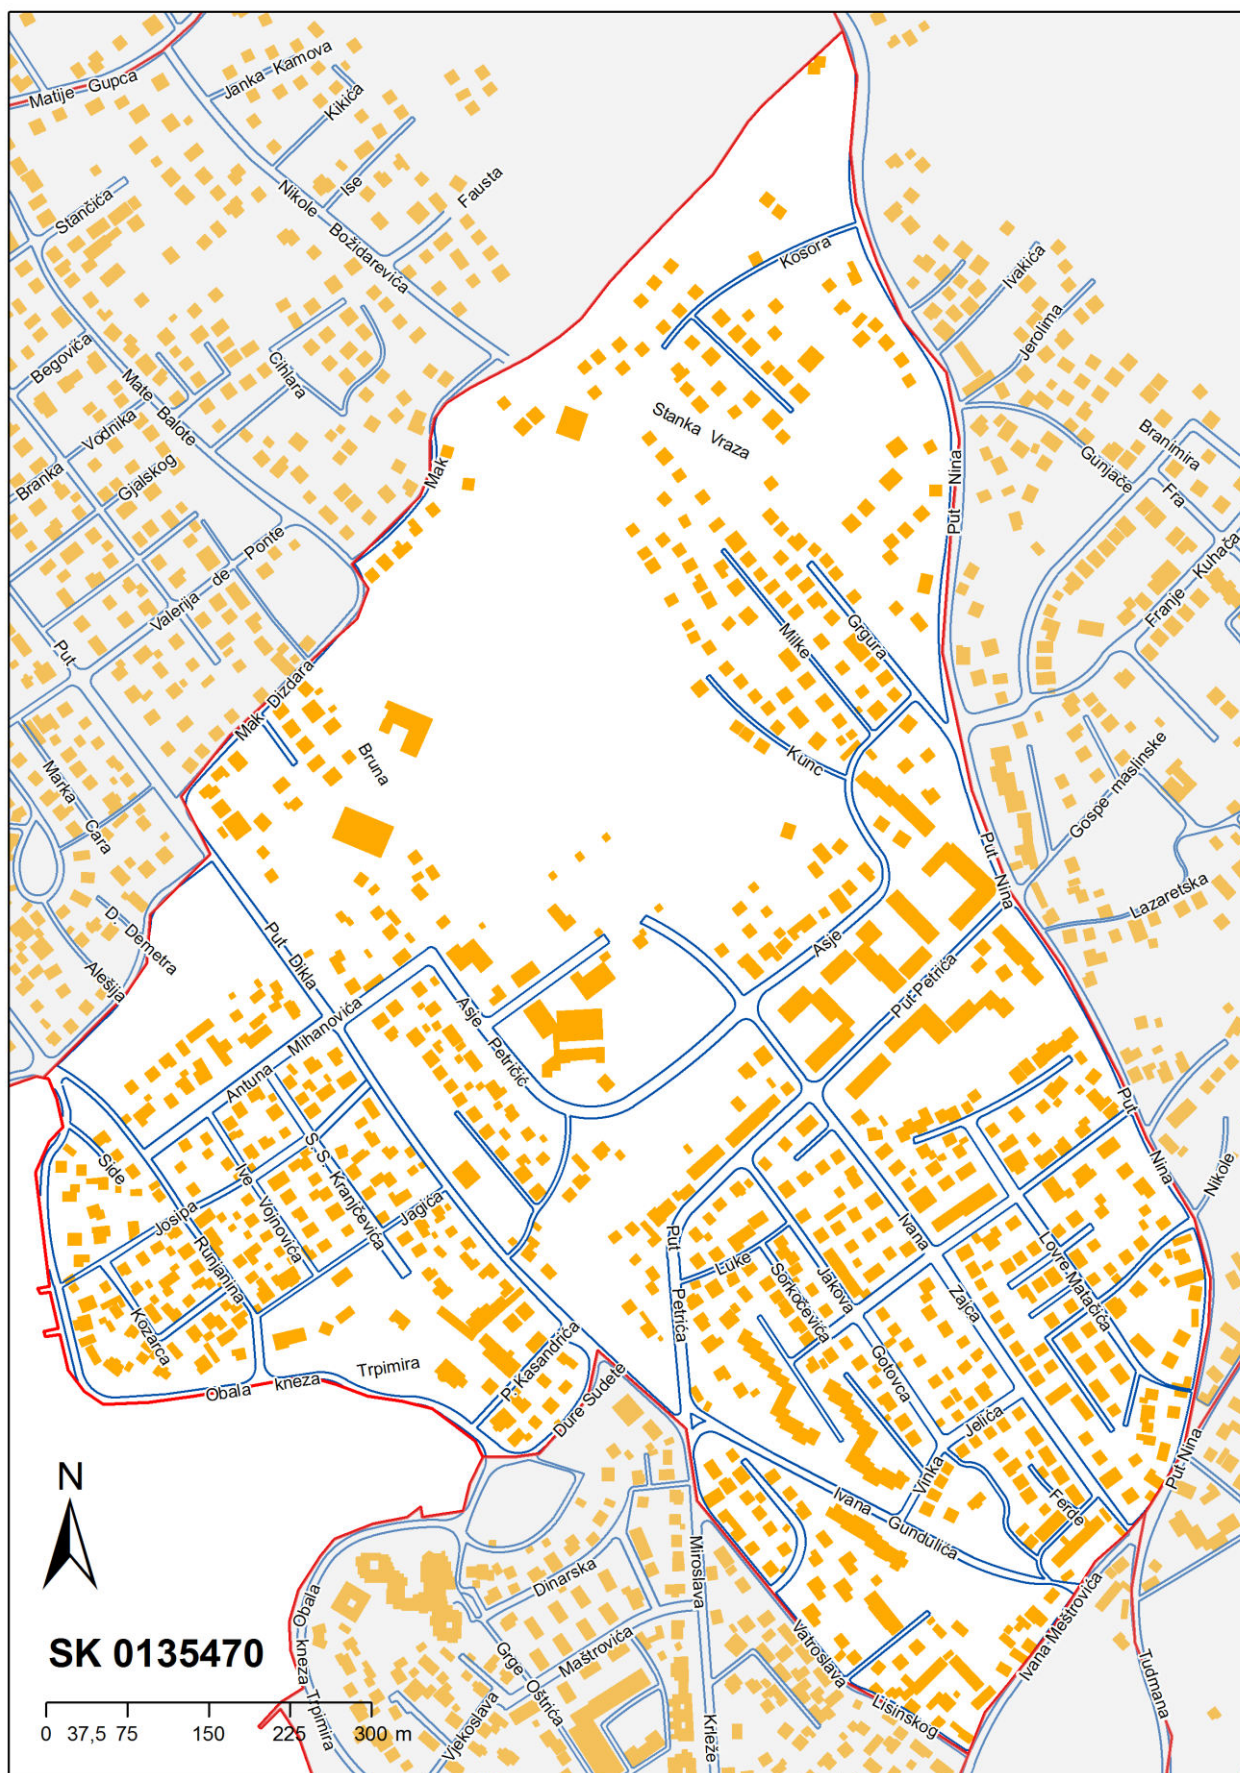 Matije Gupca
Janka Kamova
Kikića
Ise
Fausta
Stančića
Nikole Božidarevića
Kosora
Ivakića
Jerolima
Begovića
Cihlara
Mate Balote
Stanka Vraza
Branka Vodnika
Gjalskog
Mak
Put Nina
Gunjače
Branimira
Fra
Franje Kuhača
Valerija de Ponte
Put
Milke
Grgura
Mak Dizdara
Bruna
Kunc
Marka Cara
Gospe maslinske
Put Nina
Lazaretska
D. Demetra
Alešija
Put Dikla
Asje
Put Petrića
Antuna Mihanovića
Asje Petričić
Put Nina
Nikole
Side
S. S. Kranjčevića
Ive Vojnovića
Josipa
Jagića
Runjanina
Kozarca
Put Petrića
Luke
Sorkočevića
Jakova
Gotovca
Ivana Zajca
Lovre Matačića
Obala kneza Trpimira
P. Kasandrića
Đure Sudete
Jelića
Vinka
Ferde
Put Nina
Ivana Gundulića
N
Obala kneza Trpimira
Dinarska
Miroslava Krleže
Maštrovića
Grge Oštrića
Vjekoslava
Vatroslava Lisinskog
Ivana Meštrovića
Tuđmana
SK 0135470
0 37,5 75 150 225 300 m